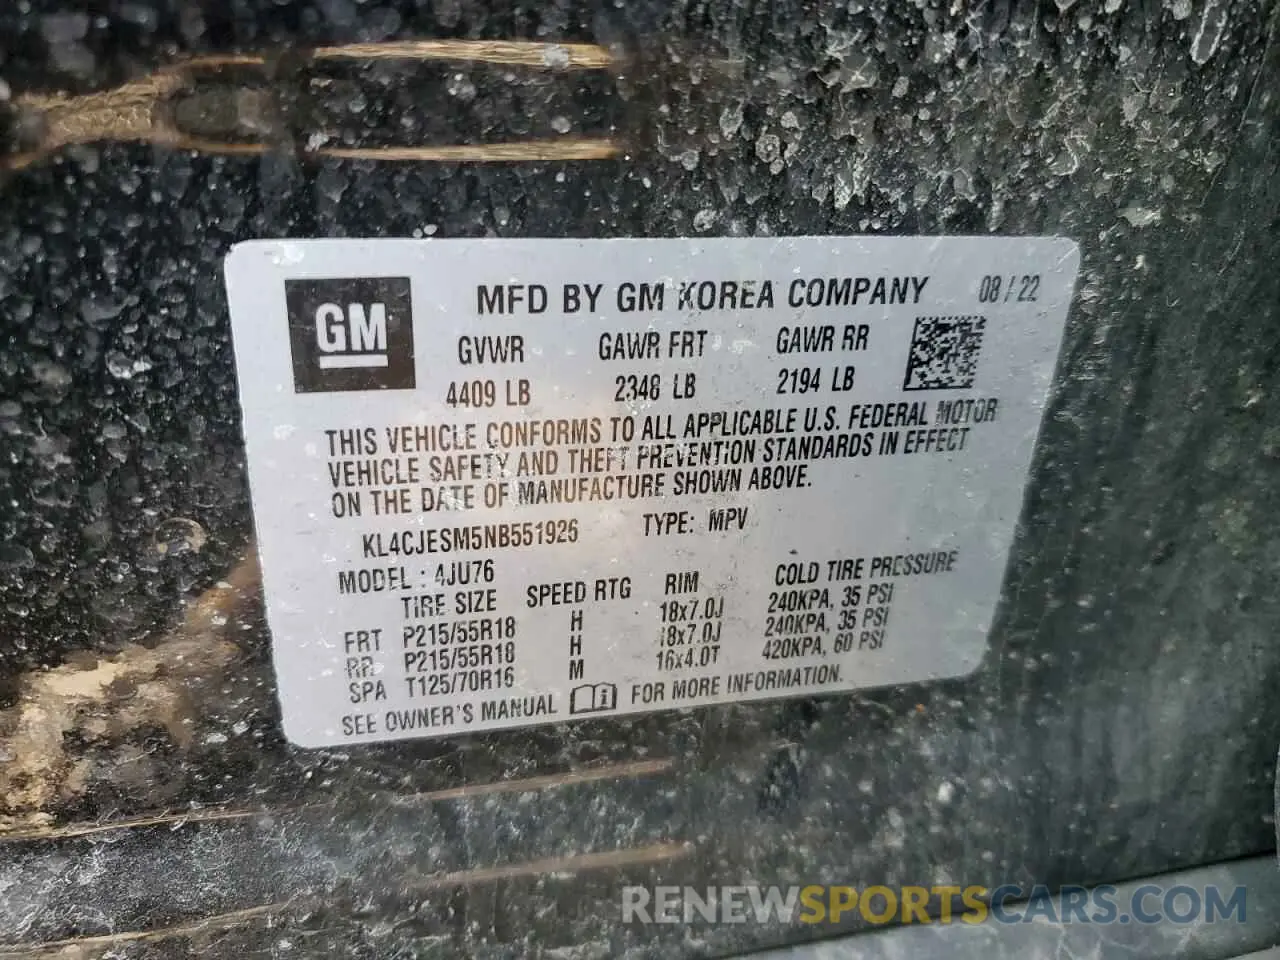 GM
MFD BY GM KOREA COMPANY 08 / 22
GVWR GAWR FRT GAWR RR
4409 LB 2348 LB 2194 LB
THIS VEHICLE CONFORMS TO ALL APPLICABLE U.S. FEDERAL MOTOR
VEHICLE SAFETY AND THEFT PREVENTION STANDARDS IN EFFECT
ON THE DATE OF MANUFACTURE SHOWN ABOVE.
KL4CJESM5NB551926 TYPE: MPV
MODEL : 4JU76
TIRE SIZE SPEED RTG RIM COLD TIRE PRESSURE
FRT P215/55R18 H 18x7.0J 240KPA, 35 PSI
RR P215/55R18 H 18x7.0J 240KPA, 35 PSI
SPA T125/70R16 M 16x4.0T 420KPA, 60 PSI
SEE OWNER'S MANUAL i FOR MORE INFORMATION.
RENEWSPORTSCARS.COM